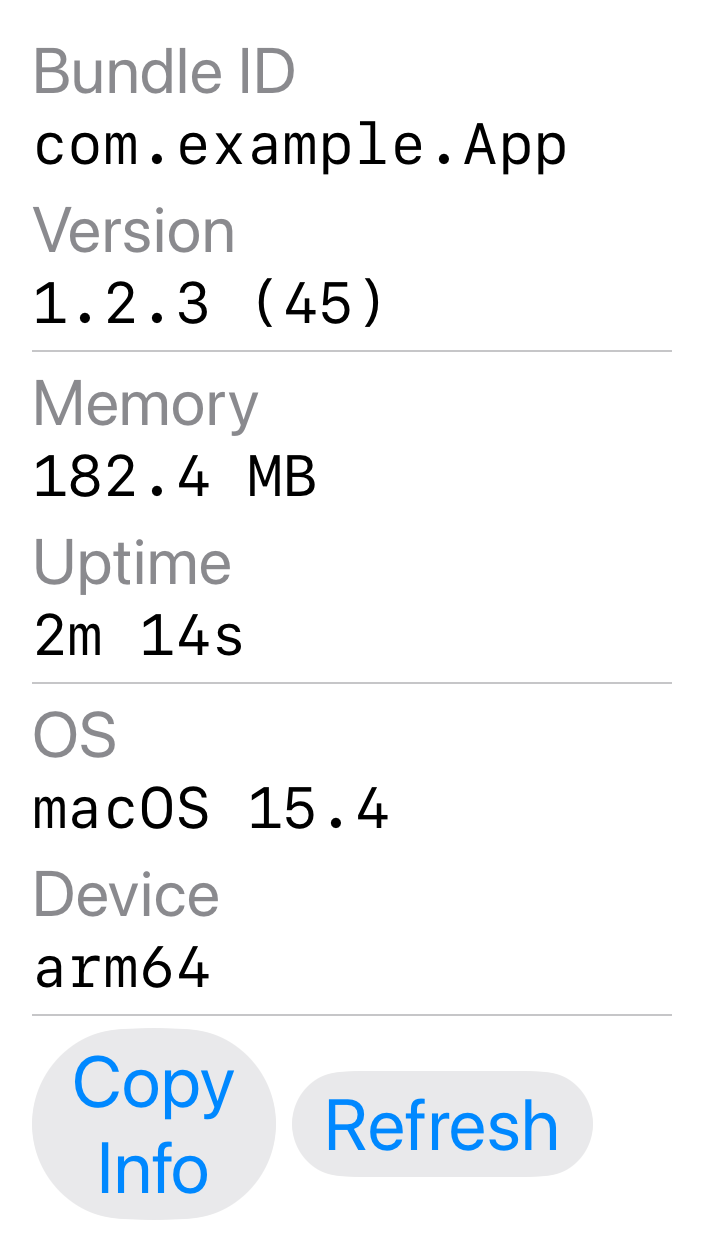 Bundle ID
com.example.App
Version
1.2.3 (45)
Memory
182.4 MB
Uptime
2m 14s
OS
macOS 15.4
Device
arm64
Copy
Info
Refresh